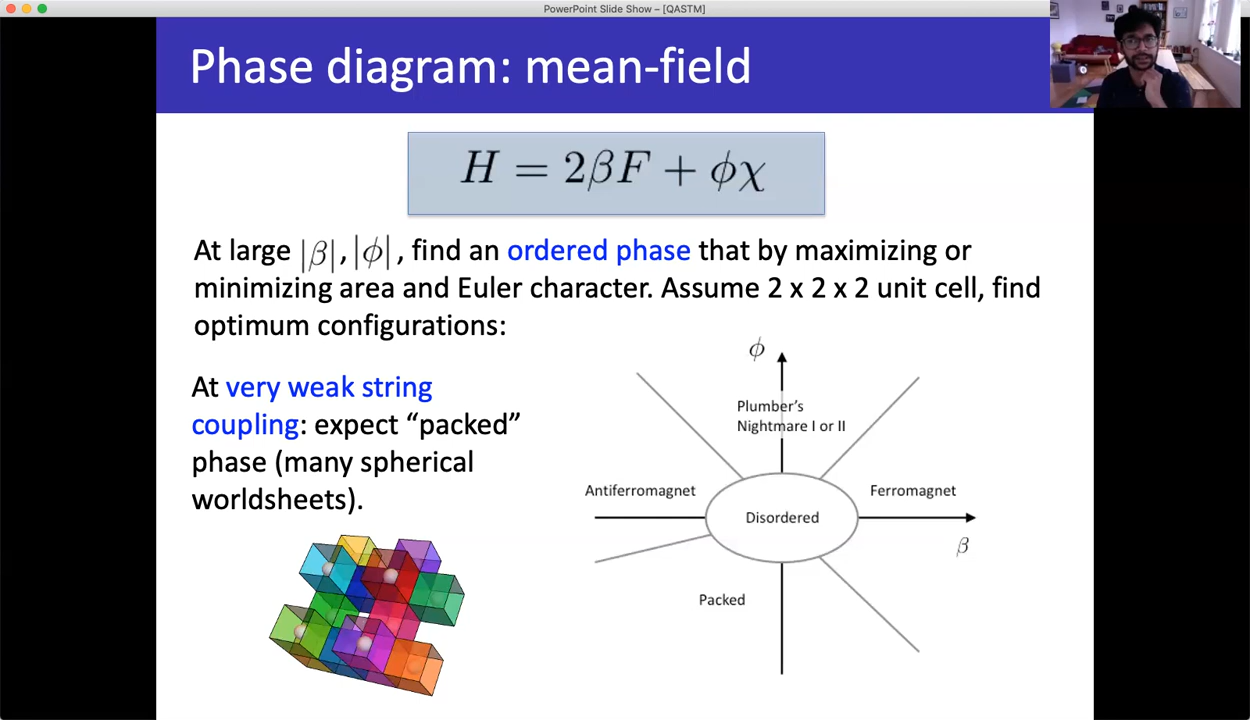 PowerPoint Slide Show – [QASTM]
Phase diagram: mean-field
H = 2βF + ϕχ
At large |β|, |ϕ|, find an ordered phase that by maximizing or
minimizing area and Euler character. Assume 2 x 2 x 2 unit cell, find
optimum configurations:
At very weak string
coupling: expect “packed”
phase (many spherical
worldsheets).
ϕ
Plumber’s
Nightmare I or II
Antiferromagnet
Ferromagnet
Disordered
β
Packed